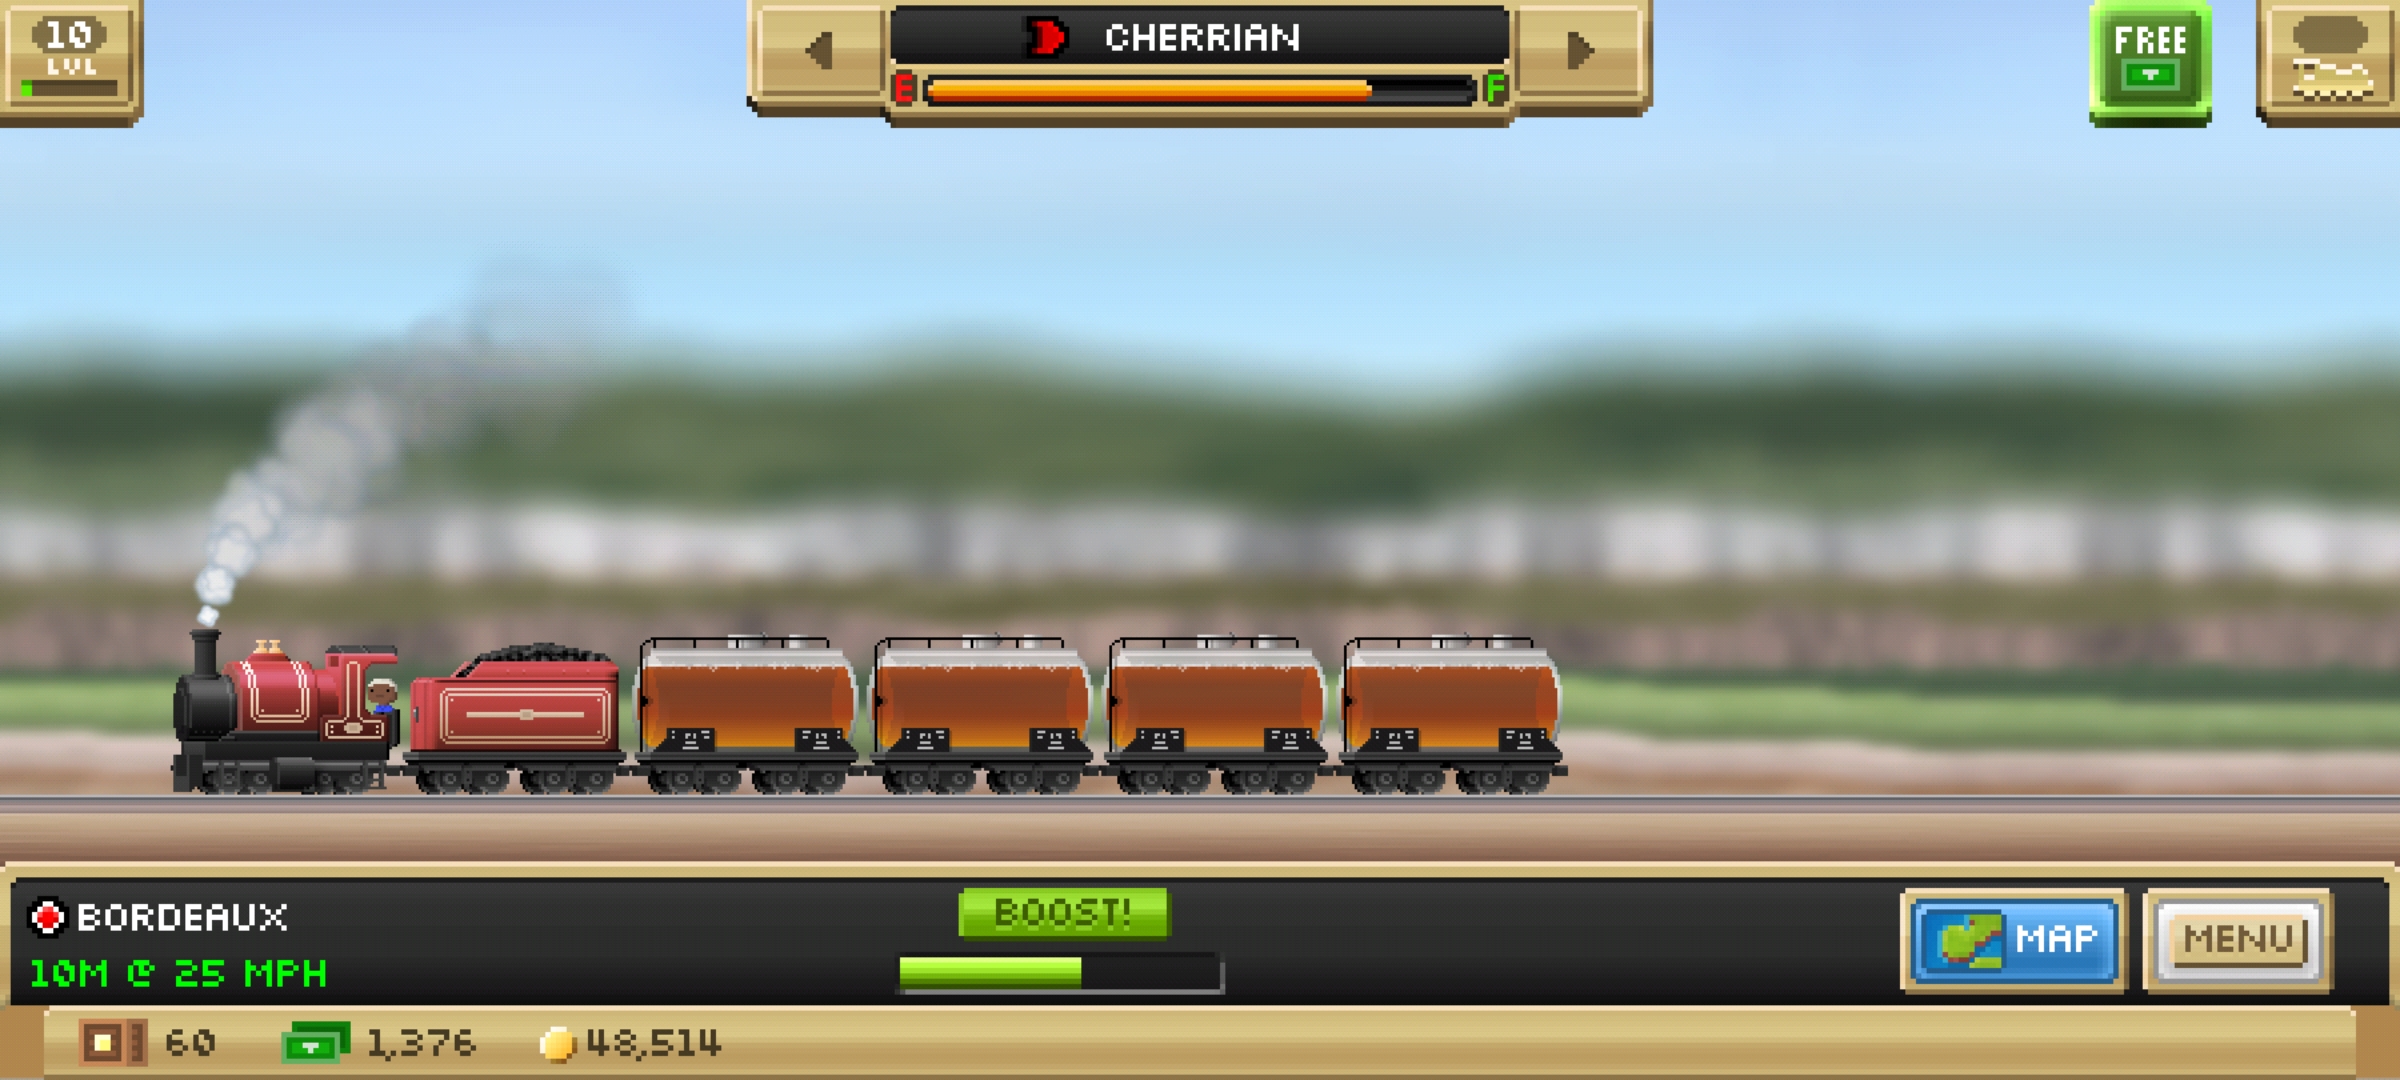 10
LVL
CHERRIAN
E F
FREE
BORDEAUX
10M @ 25 MPH
BOOST!
MAP
MENU
60
1,376
48,514